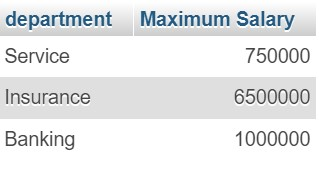 department Maximum Salary
Service 750000
Insurance 6500000
Banking 1000000